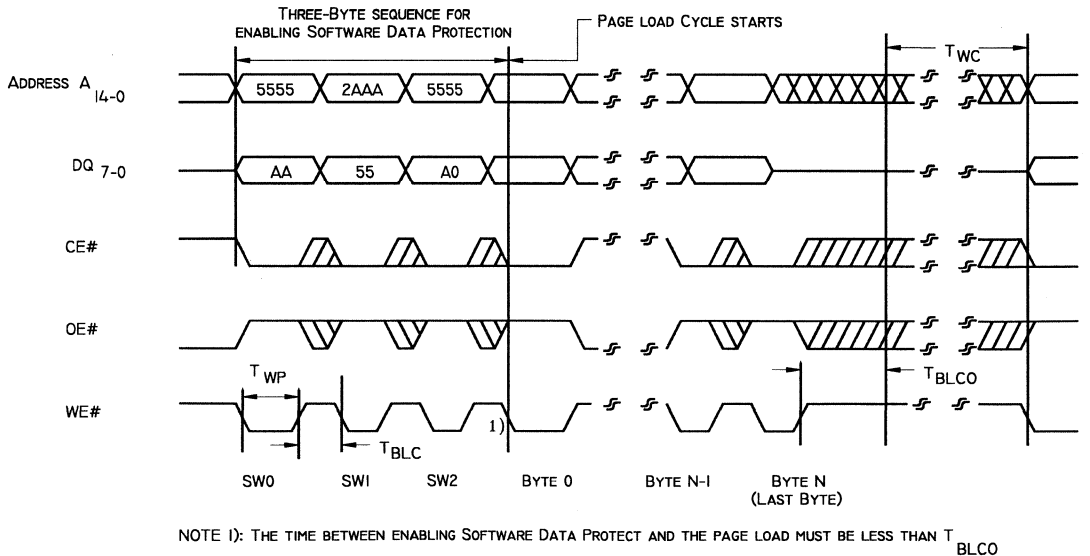 Three-Byte sequence for
enabling Software Data Protection
Page load Cycle starts
TWC
Address A14-0
5555 2AAA 5555
DQ 7-0
AA 55 A0
CE#
OE#
TWP
TBLCO
WE#
1)
TBLC
SW0 SW1 SW2 Byte 0 Byte N-1 Byte N
(Last Byte)
NOTE 1): The time between enabling Software Data Protect and the page load must be less than TBLCO